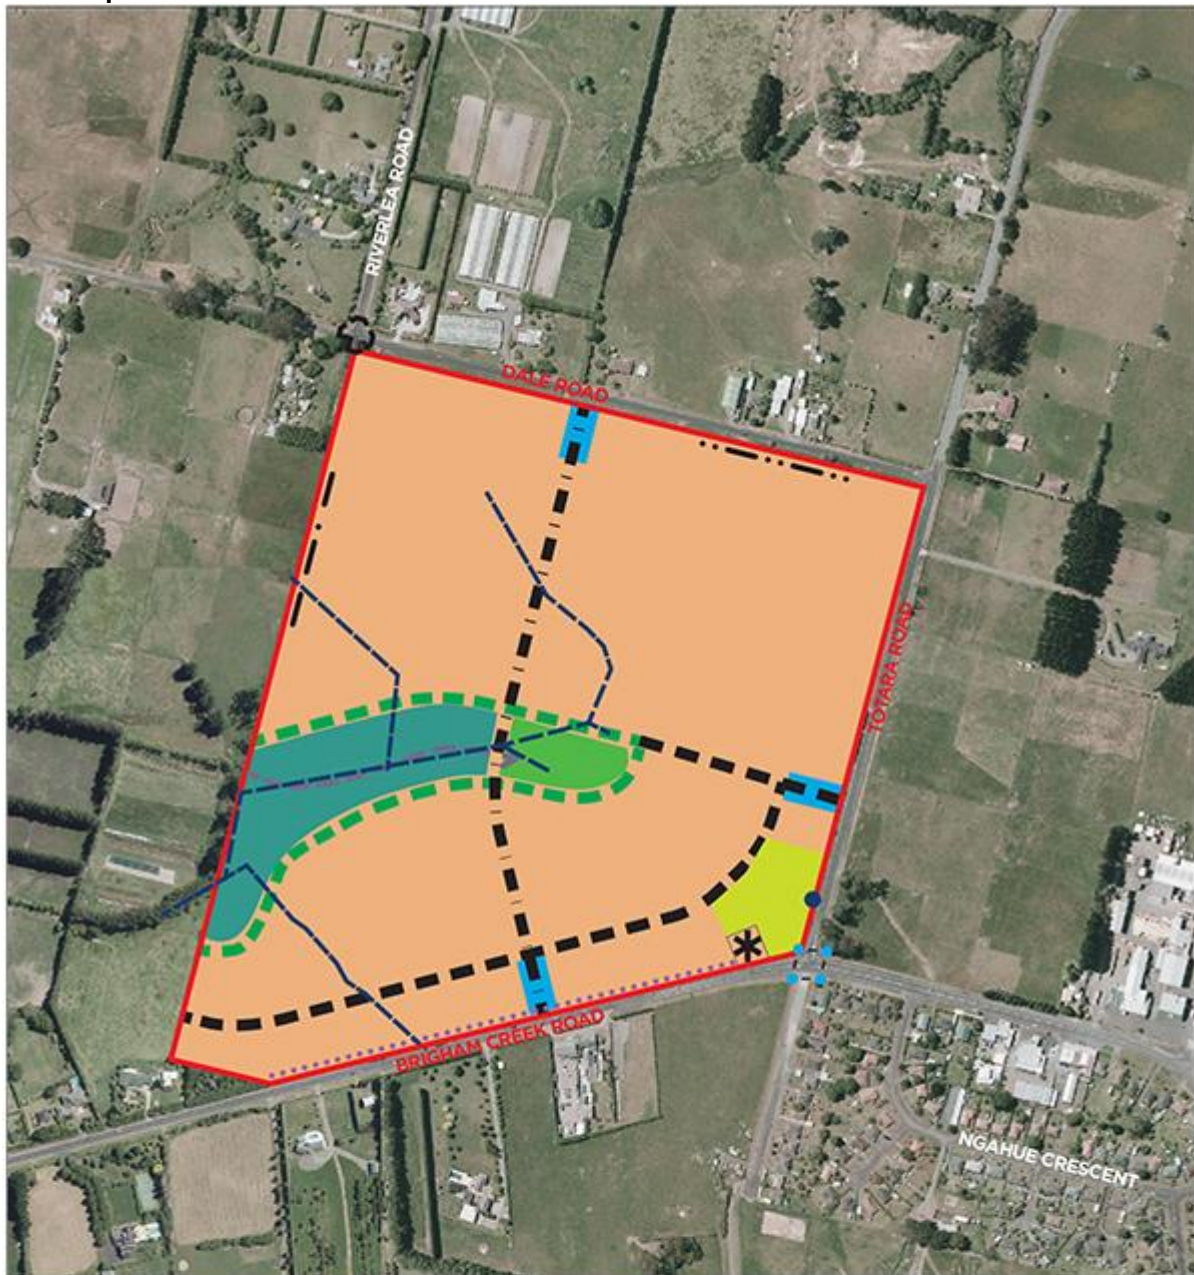 RIVERLEA ROAD
DALE ROAD
TOTARA ROAD
BRIGHAM CREEK ROAD
NGAHUE CRESCENT